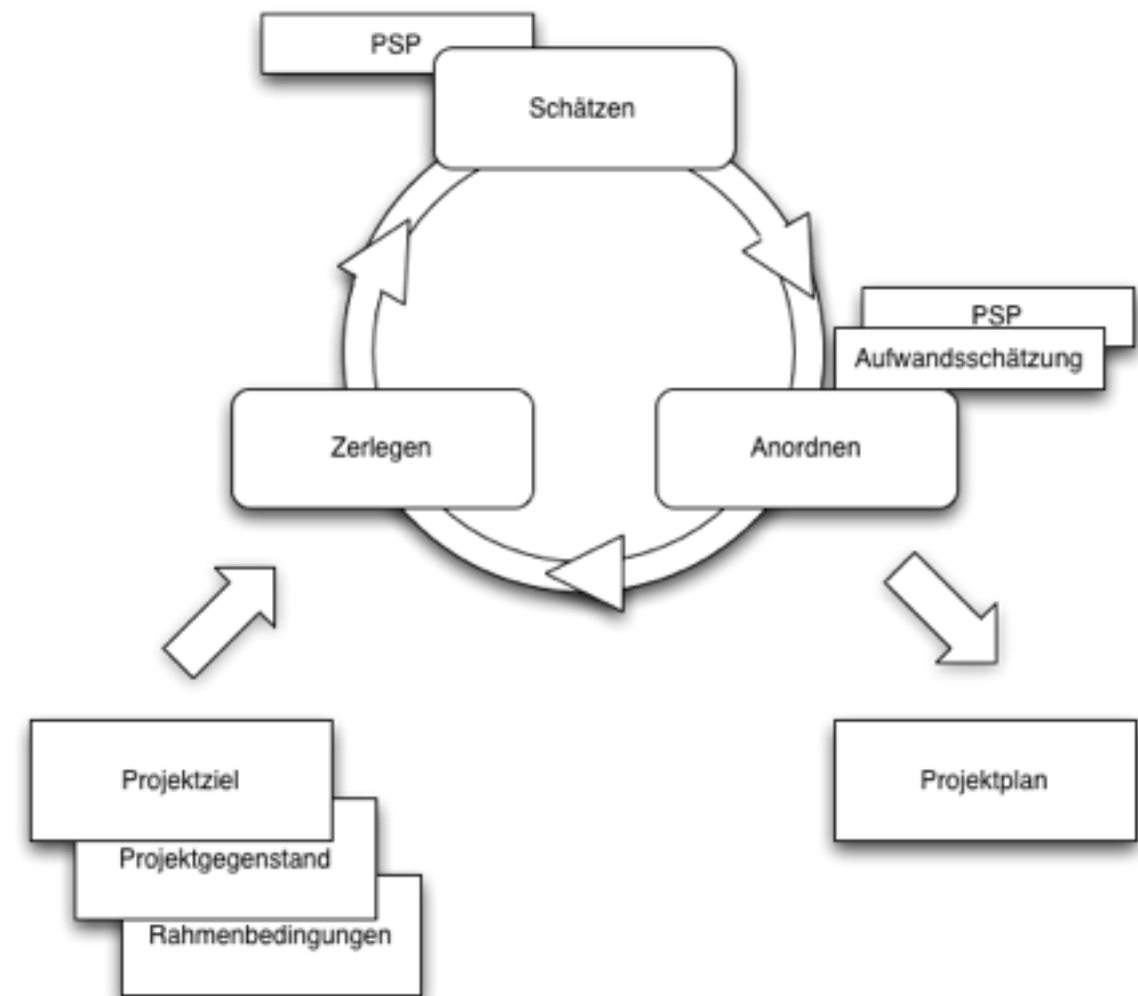 PSP
Schätzen
PSP
Aufwandsschätzung
Zerlegen
Anordnen
Projektziel
Projektplan
Projektgegenstand
Rahmenbedingungen